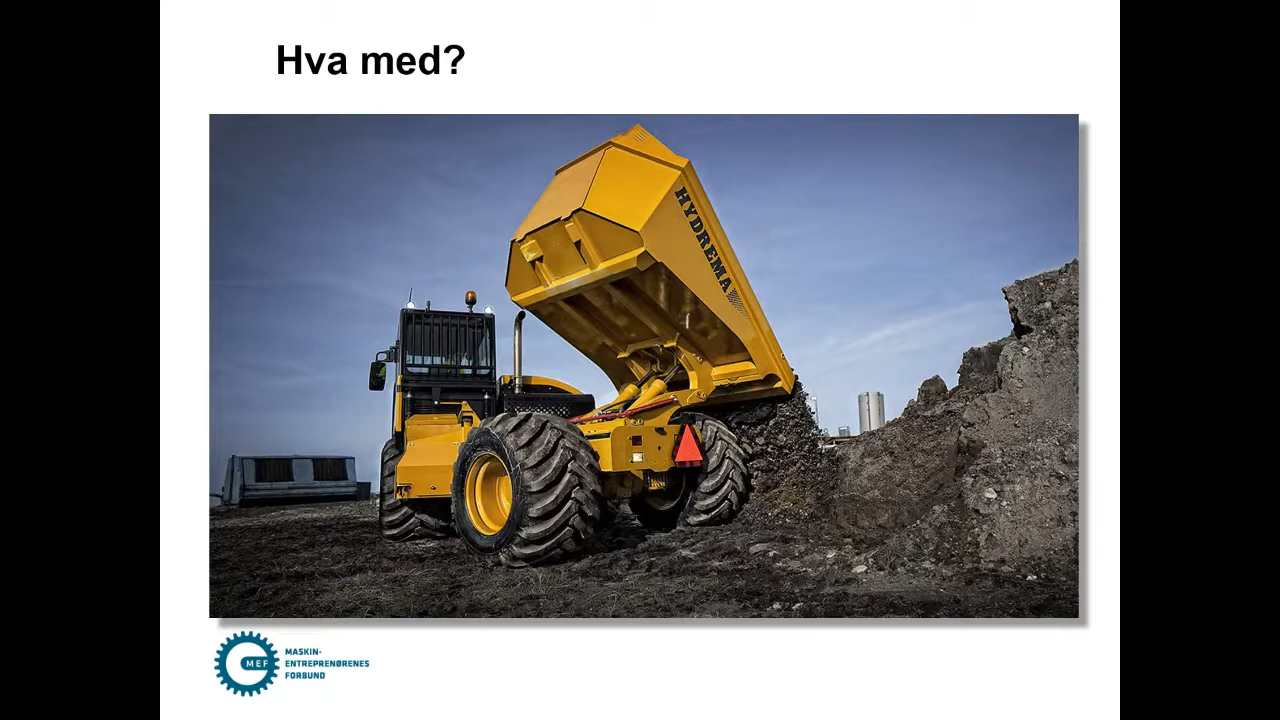 Hva med?
HYDREMA
MEF
MASKIN-
ENTREPRENØRENES
FORBUND